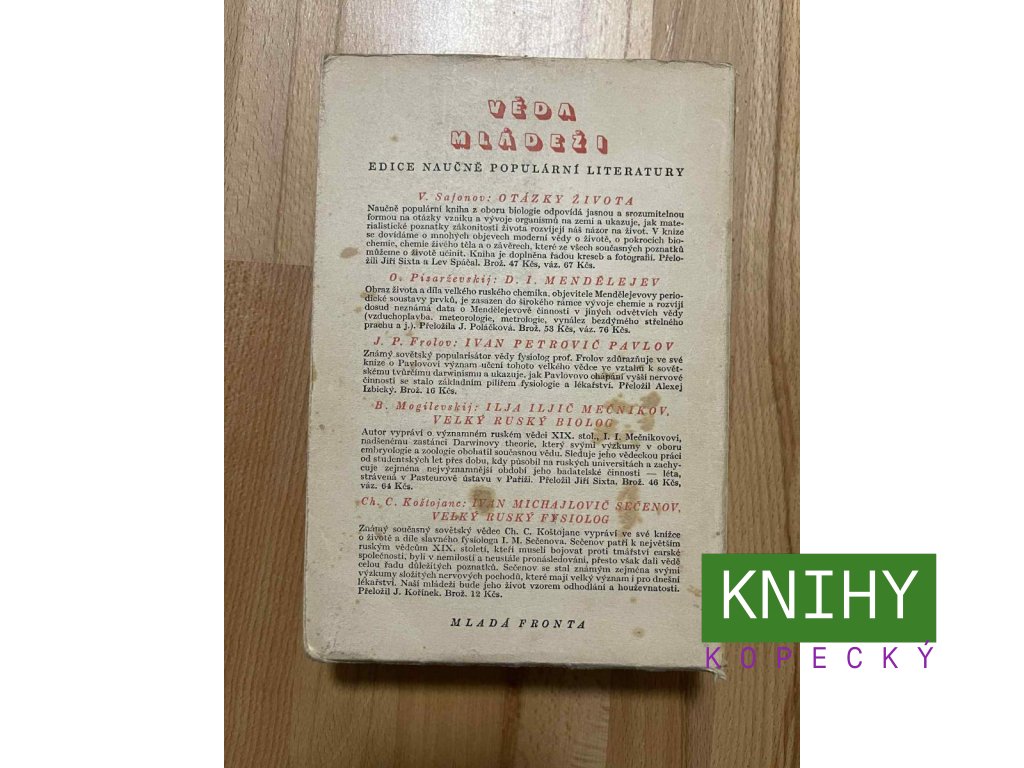 VĚDA
MLÁDEŽI
EDICE NAUČNĚ POPULÁRNÍ LITERATURY
V. Safonov: OTÁZKY ŽIVOTA
Naučně populární kniha z oboru biologie odpovídá jasnou a srozumitelnou
formou na otázky vzniku a vývoje organismů na zemi a ukazuje, jak mate-
rialistické poznatky zákonitosti života rozvíjejí náš názor na život. V knize
se dovídáme o mnohých objevech moderní vědy o životě, o pokrocích bio-
chemie, chemie živého těla a o závěrech, které ze všech současných poznatků
můžeme o životě učinit. Kniha je doplněna řadou kreseb a fotografií. Přelo-
žili Jiří Sixta a Lev Spáčal. Brož. 47 Kčs, váz. 67 Kčs.
O. Pisarževskij: D. I. MENDĚLEJEV
Obraz života a díla velkého ruského chemika, objevitele Mendělejevovy perio-
dické soustavy prvků, je zasazen do širokého rámce vývoje chemie a rozvíjí
dosud neznámá data o Mendělejevově činnosti v jiných odvětvích vědy
(vzduchoplavba, meteorologie, metrologie, vynález bezdýmého střelného
prachu a j.). Přeložila J. Poláčková. Brož. 53 Kčs, váz. 76 Kčs.
J. P. Frolov: IVAN PETROVIČ PAVLOV
Známý sovětský popularisátor vědy fysiolog prof. Frolov zdůrazňuje ve své
knize o Pavlovovi význam učení tohoto velkého vědce ve vztahu k sovět-
skému tvůrčímu darwinismu a ukazuje, jak Pavlovovo chápání vyšší nervové
činnosti se stalo základním pilířem fysiologie a lékařství. Přeložil Alexej
Izbický. Brož. 16 Kčs.
B. Mogilevskij: ILJA ILJIČ MEČNIKOV,
VELKÝ RUSKÝ BIOLOG
Autor vypráví o významném ruském vědci XIX. stol., I. I. Mečnikovovi,
nadšenému zastánci Darwinovy theorie, který svými výzkumy v oboru
embryologie a zoologie obohatil současnou vědu. Sleduje jeho vědeckou práci
od studentských let přes dobu, kdy působil na ruských universitách a zachy-
cuje zejména nejvýznamnější období jeho badatelské činnosti — léta,
strávená v Pasteurově ústavu v Paříži. Přeložil Jiří Sixta, Brož. 46 Kčs,
váz. 64 Kčs.
Ch. C. Koštojanc: IVAN MICHAJLOVIČ SEČENOV,
VELKÝ RUSKÝ FYSIOLOG
Známý současný sovětský vědec Ch. C. Koštojanc vypráví ve své knížce
o životě a díle slavného fysiologa I. M. Sečenova. Sečenov patří k největším
ruským vědcům XIX. století, kteří museli bojovat proti tmářství carské
společnosti, byli v nemilosti a neustále pronásledováni, přesto však dali vědě
celou řadu důležitých poznatků. Sečenov se stal známým zejména svými
výzkumy složitých nervových pochodů, které mají velký význam i pro dnešní
lékařství. Naší mládeži bude jeho život vzorem odhodlání a houževnatosti.
Přeložil J. Kořínek. Brož. 12 Kčs.
MLADÁ FRONTA
KNIHY
KOPECKÝ